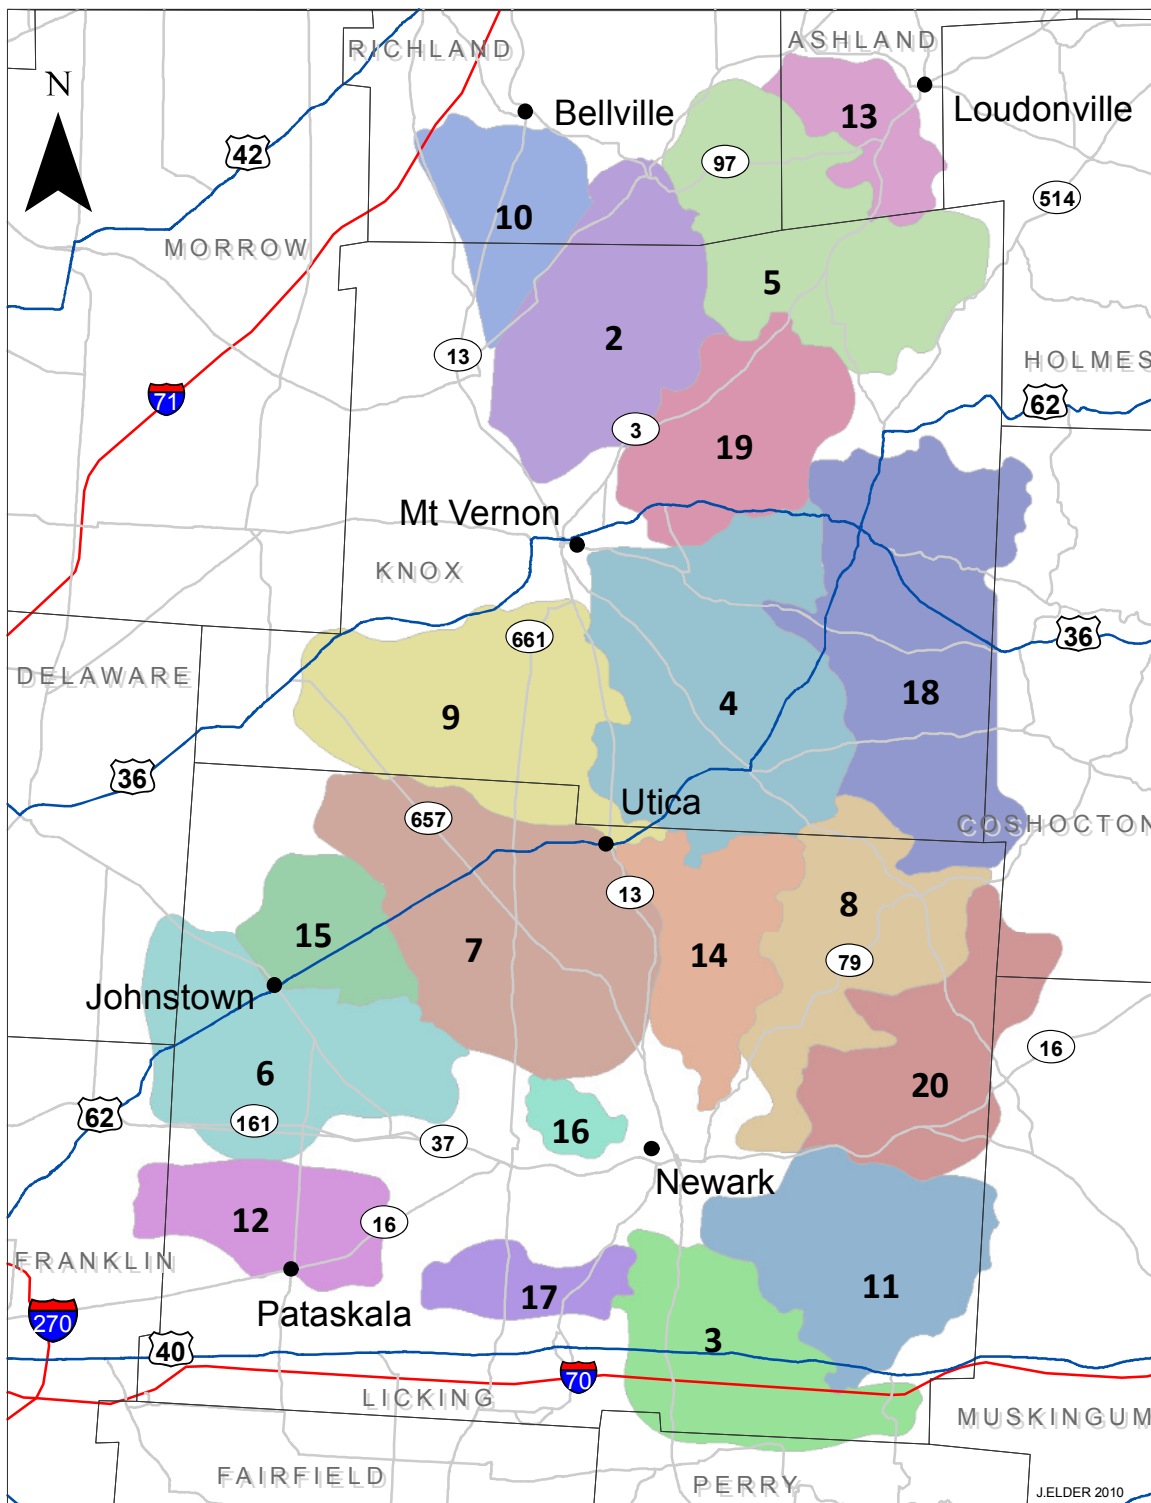 RICHLAND
ASHLAND
N
Bellville
Loudonville
13
42
97
514
10
MORROW
5
2
13
HOLMES
71
62
3
19
Mt Vernon
KNOX
661
36
DELAWARE
18
4
9
36
Utica
657
COSHOCTON
13
8
15
7
14
79
Johnstown
16
6
20
62
161
16
37
Newark
12
16
FRANKLIN
11
17
Pataskala
270
3
40
70
LICKING
MUSKINGUM
FAIRFIELD
PERRY
J.ELDER 2010